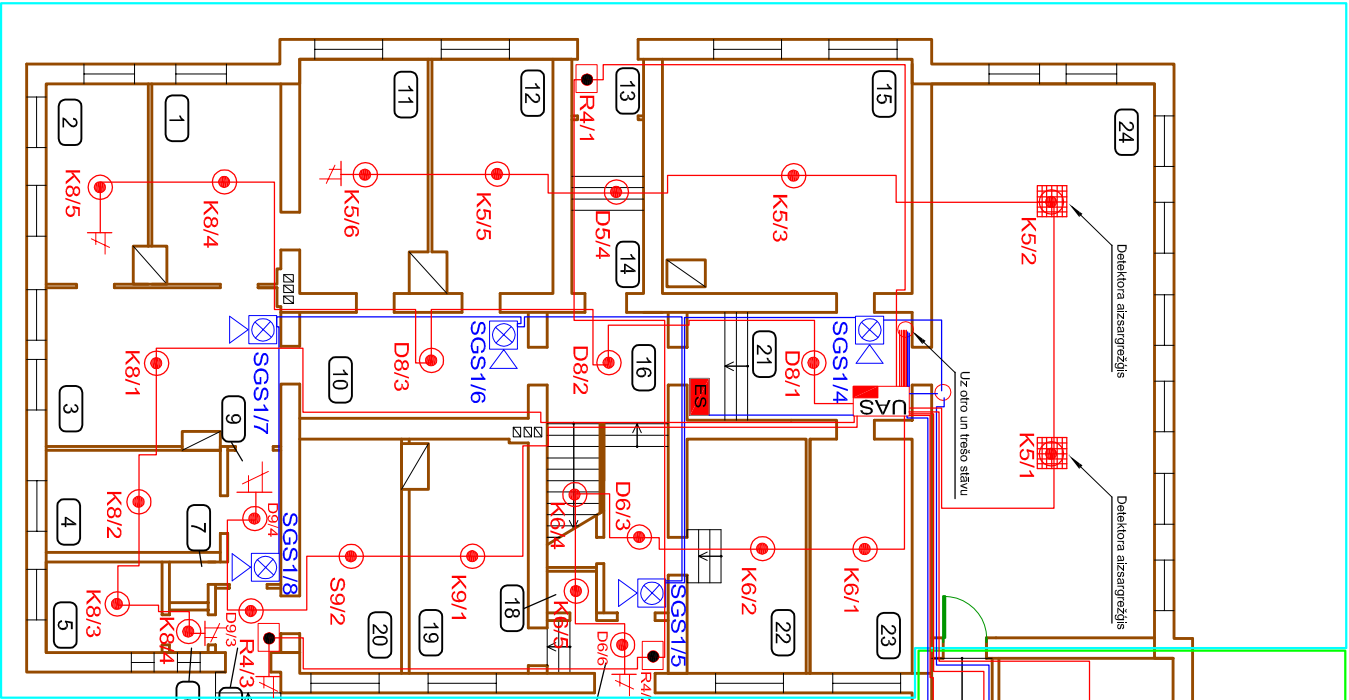 2
1
11
12
13
15
24
K8/5
K8/4
K5/6
K5/5
R4/1
D5/4
K5/3
K5/2
14
Detektora aizsargrežģis
K8/1
SGS1/7
10
D8/3
SGS1/6
D8/2
16
21
D8/1
SGS1/4
UAS
ES
Uz otro un trešo stāvu
K5/1
Detektora aizsargrežģis
3
9
4
K8/2
7
D9/4
SGS1/8
K6/4
D6/3
5
K8/3
K8/4
D9/3
R4/3
S9/2
20
K9/1
19
18
K6/5
D6/6
R4/
SGS1/5
K6/2
22
K6/1
23